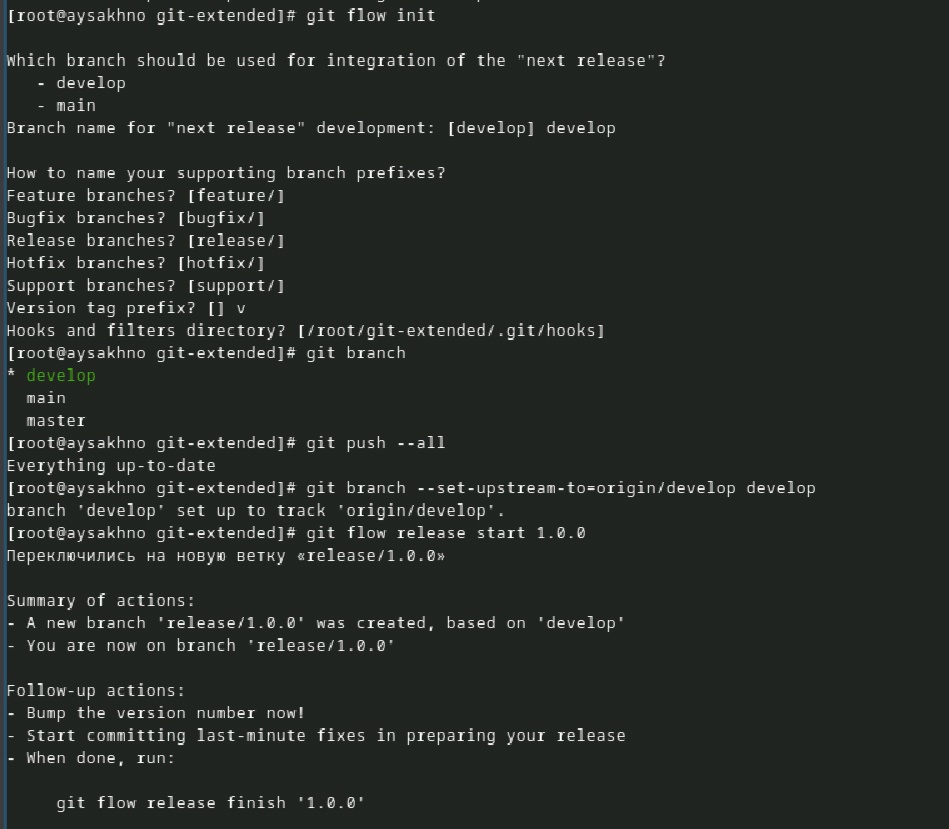 [root@aysakhno git-extended]# git flow init
Which branch should be used for integration of the "next release"?
- develop
- main
Branch name for "next release" development: [develop] develop
How to name your supporting branch prefixes?
Feature branches? [feature/]
Bugfix branches? [bugfix/]
Release branches? [release/]
Hotfix branches? [hotfix/]
Support branches? [support/]
Version tag prefix? [] v
Hooks and filters directory? [/root/git-extended/.git/hooks]
[root@aysakhno git-extended]# git branch
* develop
main
master
[root@aysakhno git-extended]# git push --all
Everything up-to-date
[root@aysakhno git-extended]# git branch --set-upstream-to=origin/develop develop
branch 'develop' set up to track 'origin/develop'.
[root@aysakhno git-extended]# git flow release start 1.0.0
Переключились на новую ветку «release/1.0.0»
Summary of actions:
- A new branch 'release/1.0.0' was created, based on 'develop'
- You are now on branch 'release/1.0.0'
Follow-up actions:
- Bump the version number now!
- Start committing last-minute fixes in preparing your release
- When done, run:
git flow release finish '1.0.0'